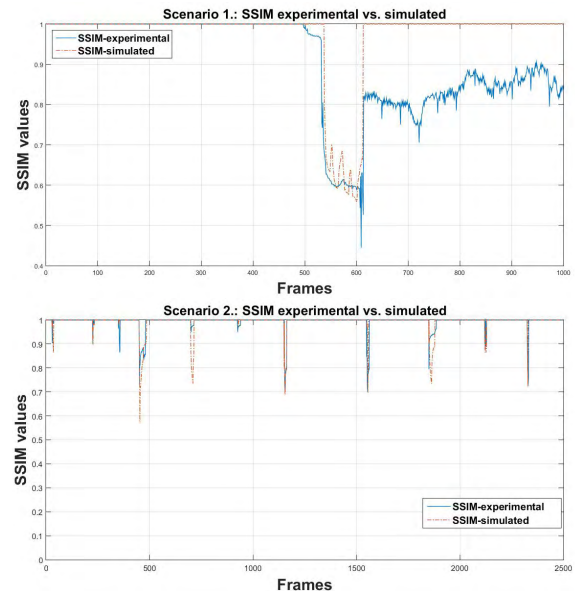 Scenario 1.: SSIM experimental vs. simulated
SSIM-experimental
SSIM-simulated
SSIM values
1
0.9
0.8
0.7
0.6
0.5
0.4
0 100 200 300 400 500 600 700 800 900 1000
Frames
Scenario 2.: SSIM experimental vs. simulated
SSIM values
1
0.9
0.8
0.7
0.6
0.5
0.4
0.3
0.2
0.1
0
SSIM-experimental
SSIM-simulated
0 500 1000 1500 2000 2500
Frames